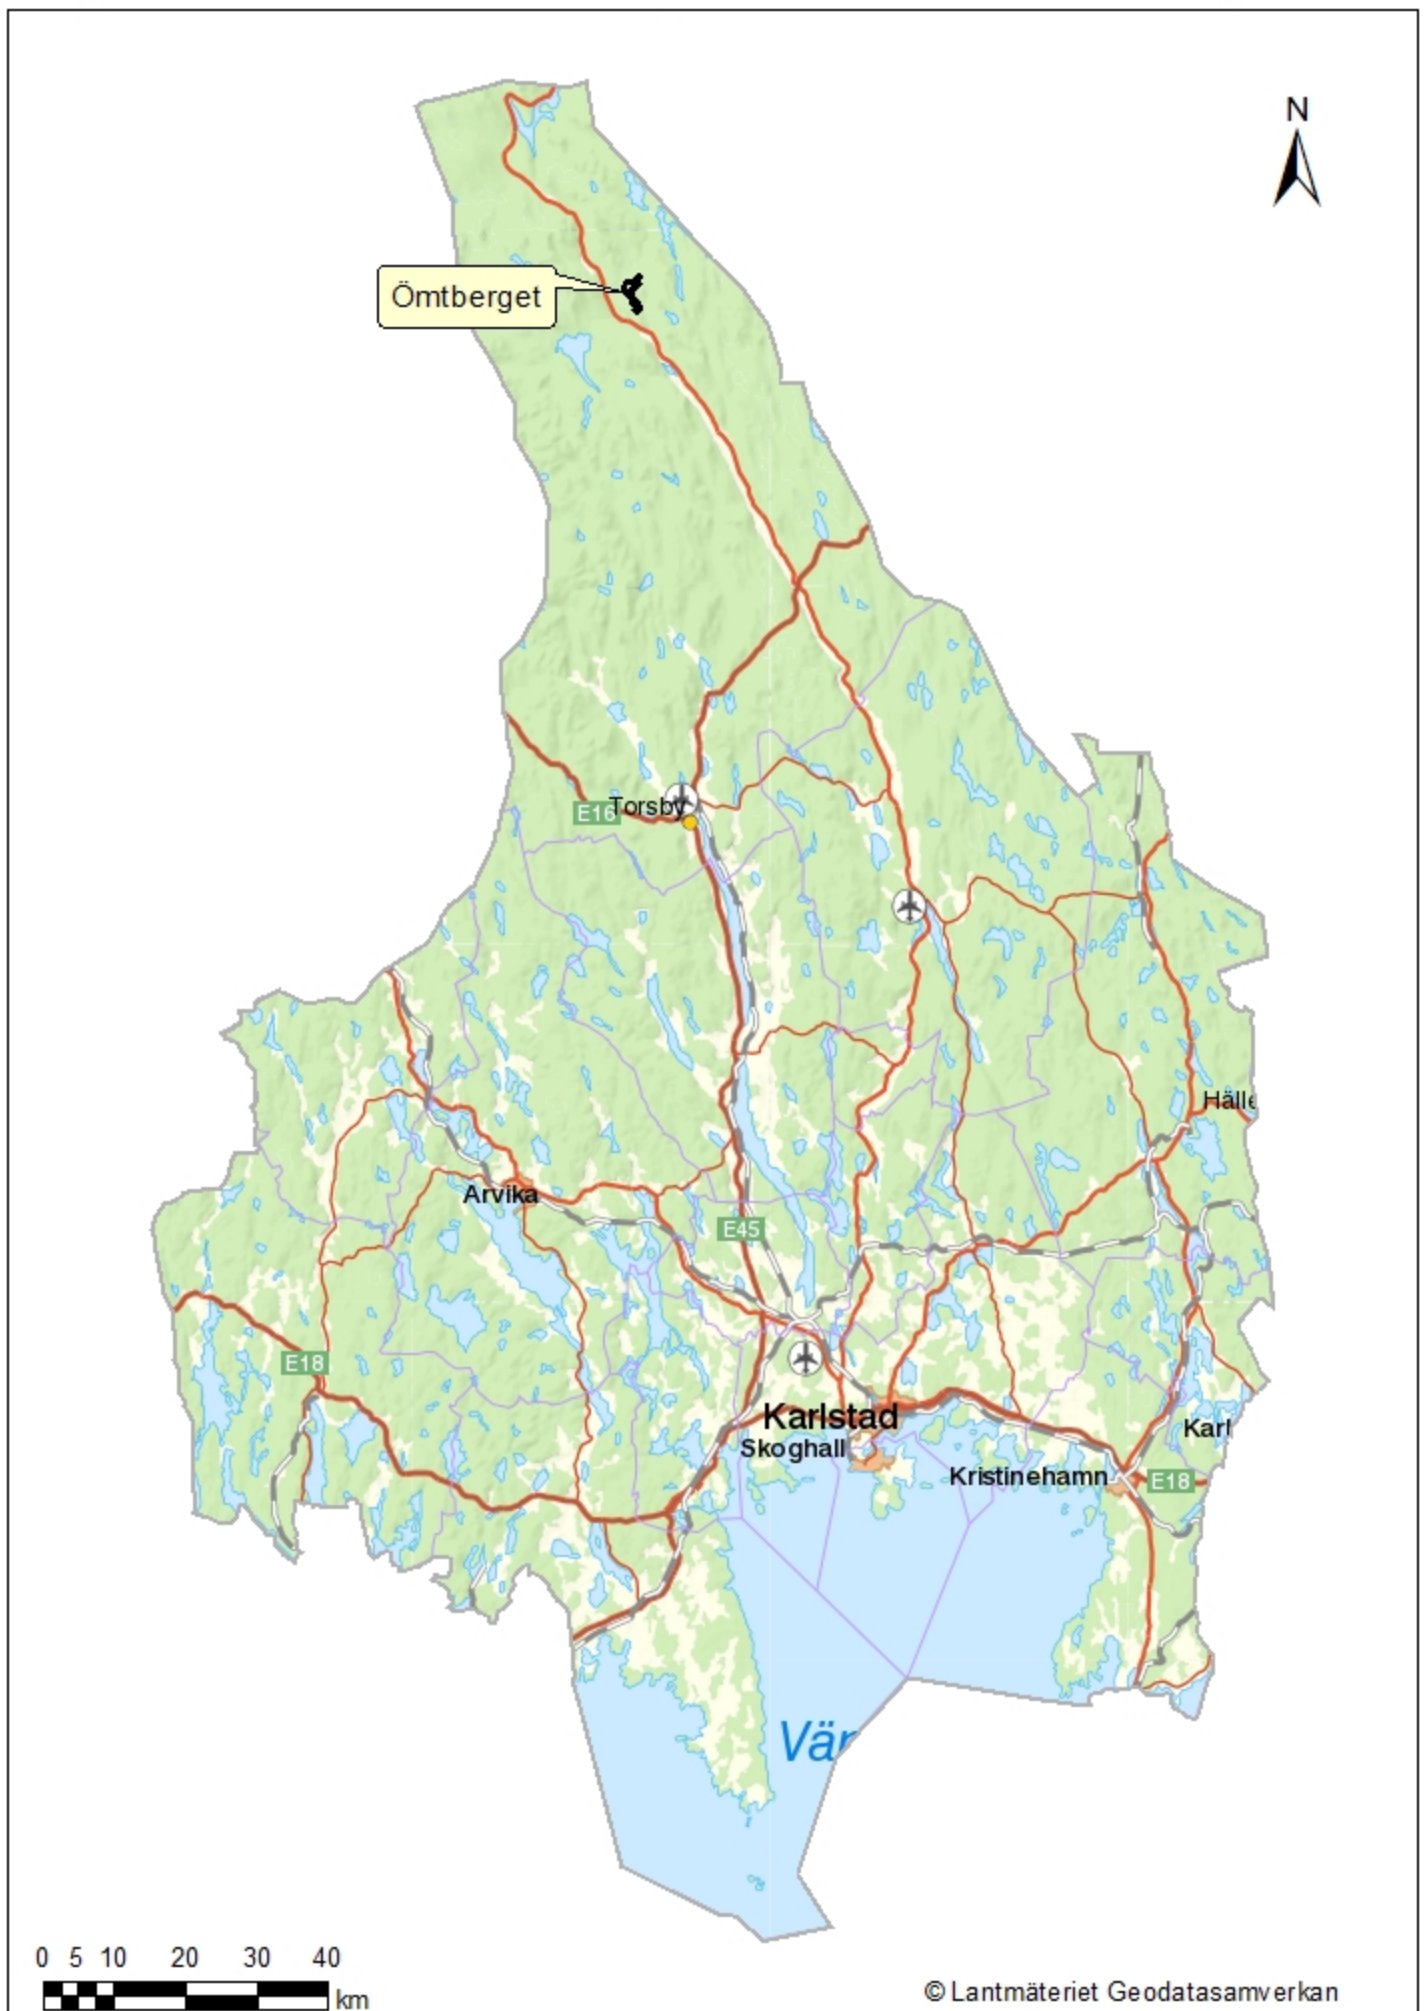 N
Ömtberget
E16
Torsby
Hälle
Arvika
E45
E18
Karlstad
Skoghall
Karl
Kristinehamn
E18
Vär
0 5 10 20 30 40
km
© Lantmäteriet Geodatasamverkan